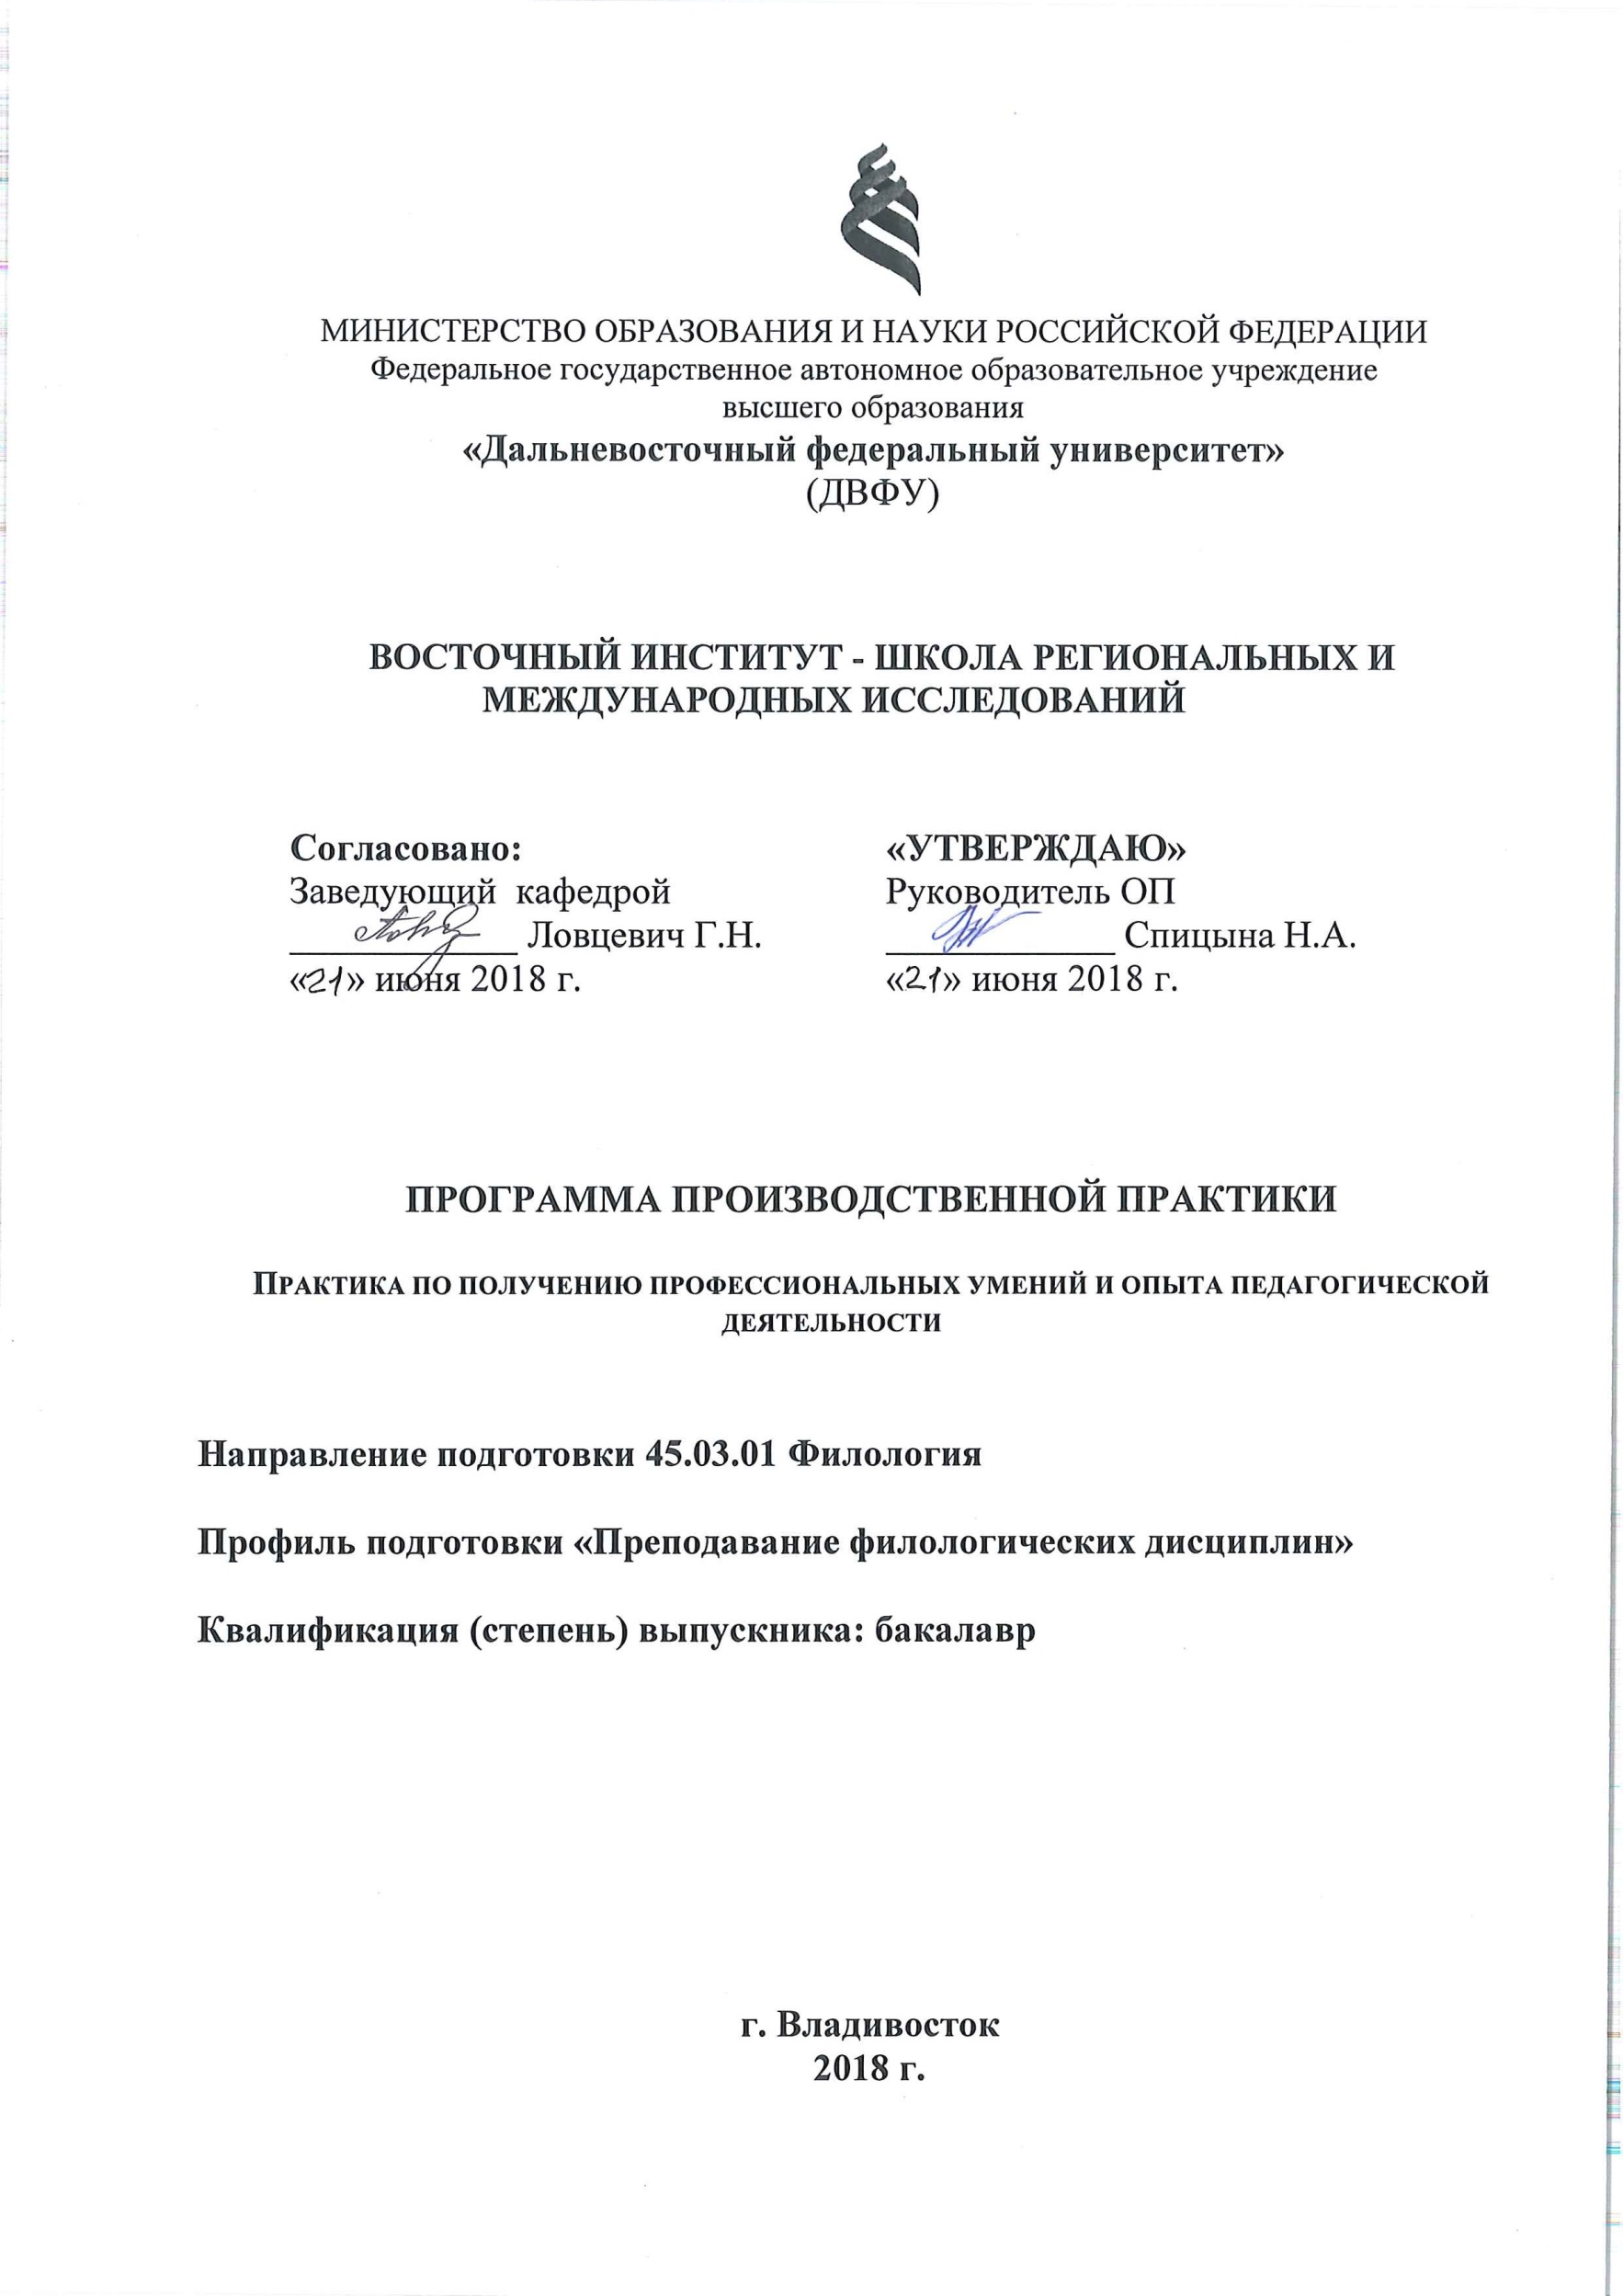 МИНИСТЕРСТВО ОБРАЗОВАНИЯ И НАУКИ РОССИЙСКОЙ ФЕДЕРАЦИИ
Федеральное государственное автономное образовательное учреждение
высшего образования
«Дальневосточный федеральный университет»
(ДВФУ)
ВОСТОЧНЫЙ ИНСТИТУТ - ШКОЛА РЕГИОНАЛЬНЫХ И
МЕЖДУНАРОДНЫХ ИССЛЕДОВАНИЙ
Согласовано:
Заведующий кафедрой
Ловцевич Г.Н.
«21» июня 2018 г.
«УТВЕРЖДАЮ»
Руководитель ОП
Спицына Н.А.
«21» июня 2018 г.
ПРОГРАММА ПРОИЗВОДСТВЕННОЙ ПРАКТИКИ
ПРАКТИКА ПО ПОЛУЧЕНИЮ ПРОФЕССИОНАЛЬНЫХ УМЕНИЙ И ОПЫТА ПЕДАГОГИЧЕСКОЙ
ДЕЯТЕЛЬНОСТИ
Направление подготовки 45.03.01 Филология
Профиль подготовки «Преподавание филологических дисциплин»
Квалификация (степень) выпускника: бакалавр
г. Владивосток
2018 г.